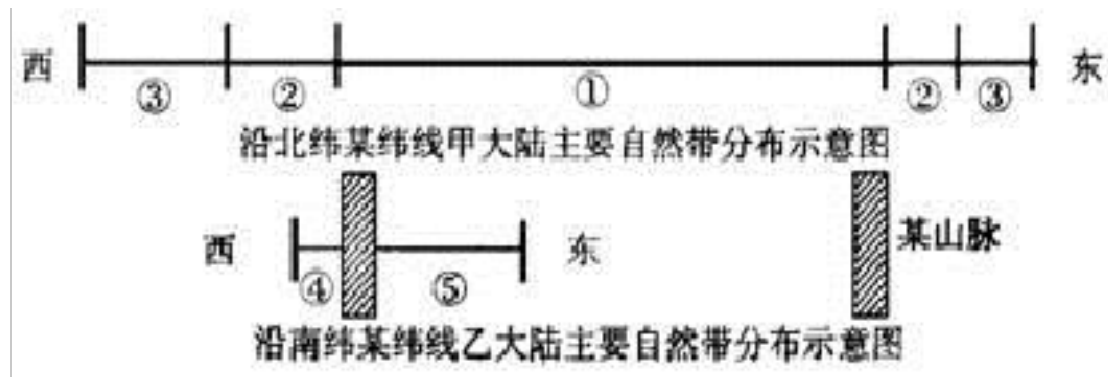 西 ③ ② ① ② ③ 东
沿北纬某纬线甲大陆主要自然带分布示意图
西 ④ ⑤ 东 某山脉
沿南纬某纬线乙大陆主要自然带分布示意图